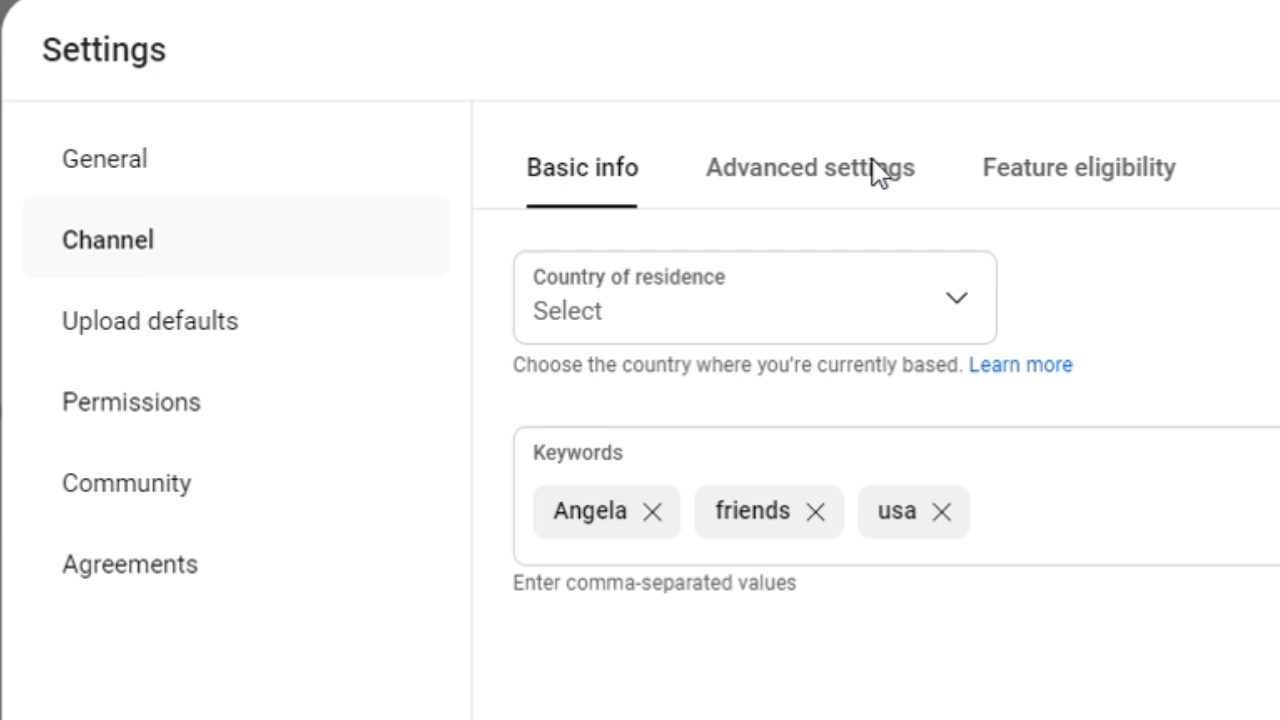 Settings
General
Channel
Upload defaults
Permissions
Community
Agreements
Basic info
Advanced settings
Feature eligibility
Country of residence
Select
Choose the country where you're currently based. Learn more
Keywords
Angela
friends
usa
Enter comma-separated values